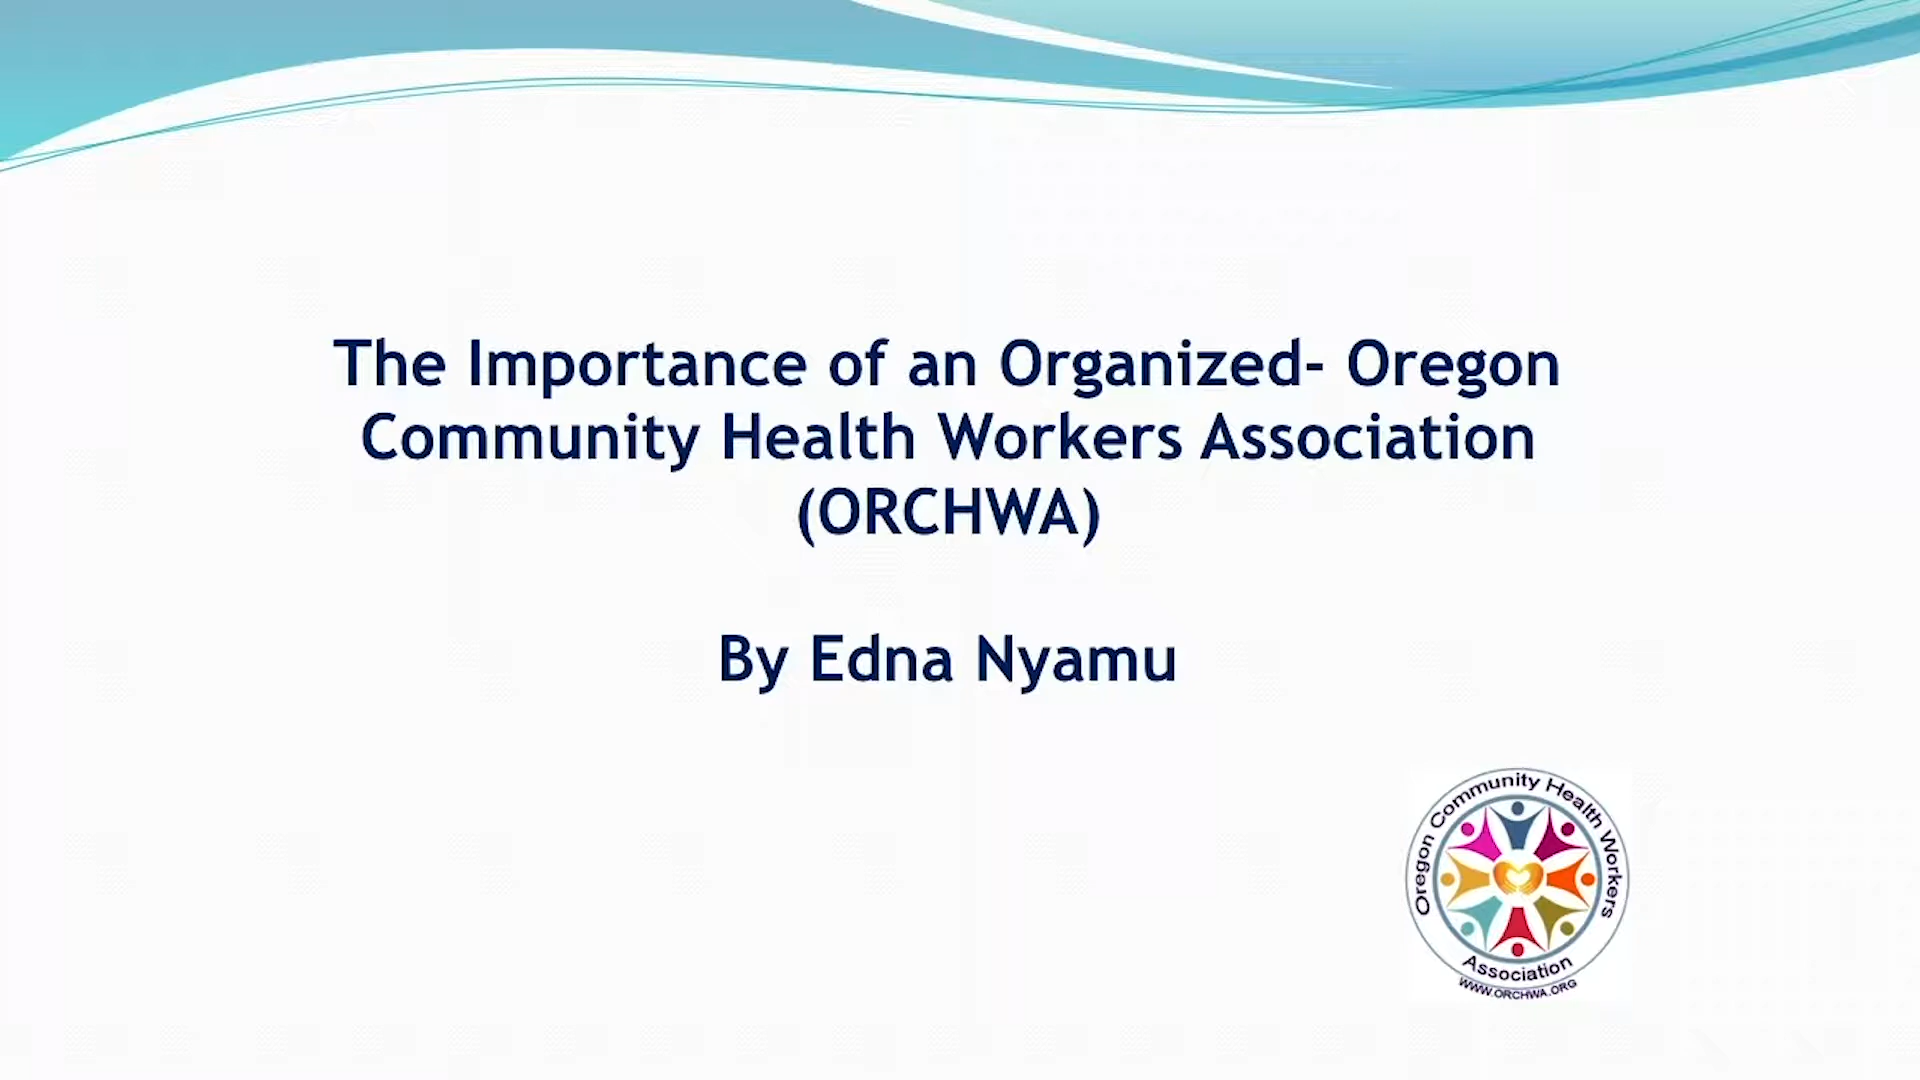 The Importance of an Organized- Oregon
Community Health Workers Association
(ORCHWA)
By Edna Nyamu
Oregon Community Health Workers
Association
WWW.ORCHWA.ORG